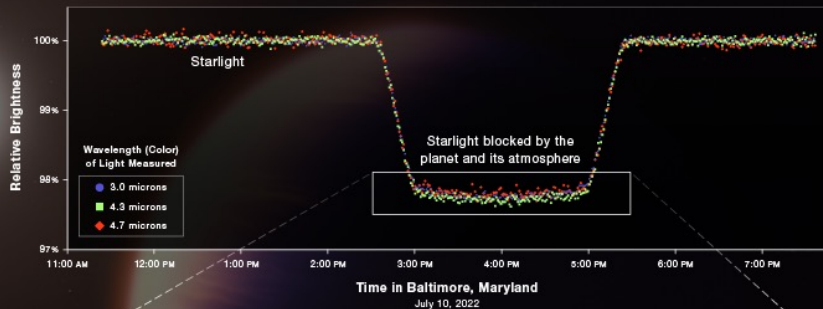 100%
99%
98%
97%
Relative Brightness
Starlight
Starlight blocked by the
planet and its atmosphere
Wavelength (Color)
of Light Measured
3.0 microns
4.3 microns
4.7 microns
11:00 AM
12:00 PM
1:00 PM
2:00 PM
3:00 PM
4:00 PM
5:00 PM
6:00 PM
7:00 PM
Time in Baltimore, Maryland
July 10, 2022